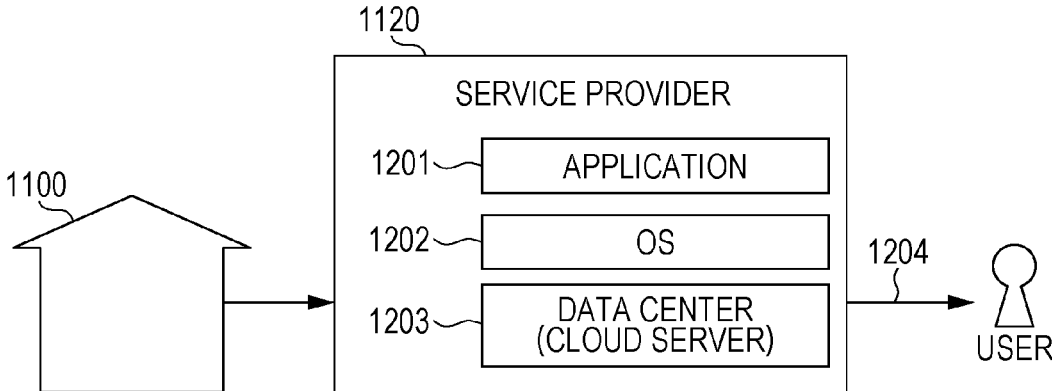 1120
SERVICE PROVIDER
1201
APPLICATION
1100
1202
OS
1204
1203
DATA CENTER
(CLOUD SERVER)
USER